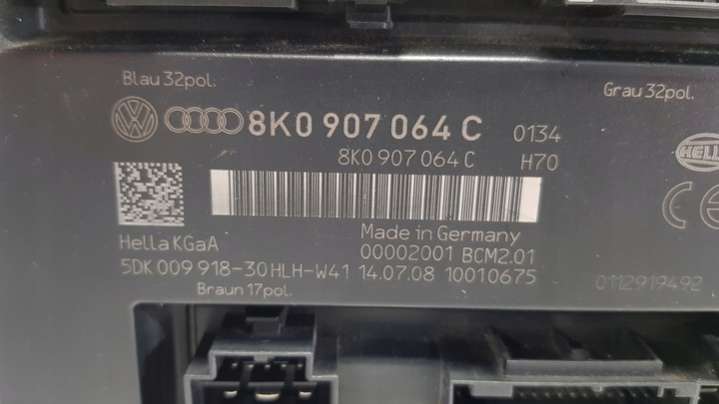 Blau 32pol.
Grau 32pol.
8K0 907 064 C 0134
8K0 907 064 C H70
HELLA
Made in Germany
Hella KGaA
00002001 BCM2.01
5DK 009 918-30 HLH-W41 14.07.08 10010675
0112919492
Braun 17pol.